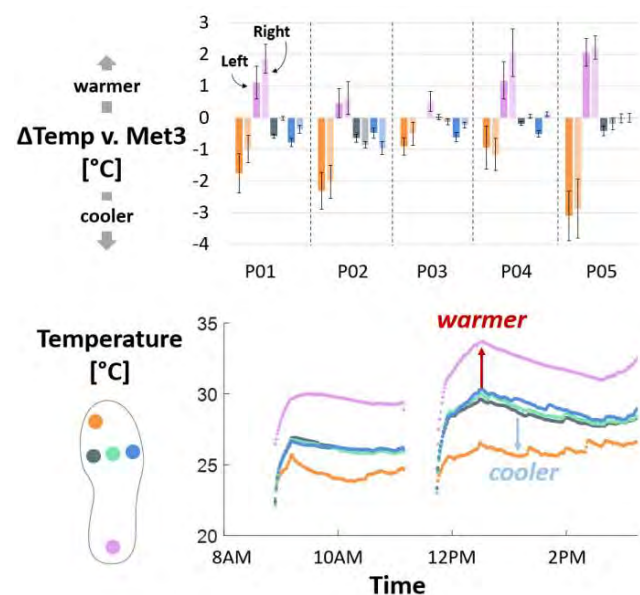 3
2
1
0
-1
-2
-3
-4
warmer
ΔTemp v. Met3
[°C]
cooler
Left
Right
P01 P02 P03 P04 P05
Temperature
[°C]
35
30
25
20
warmer
cooler
8AM 10AM 12PM 2PM
Time